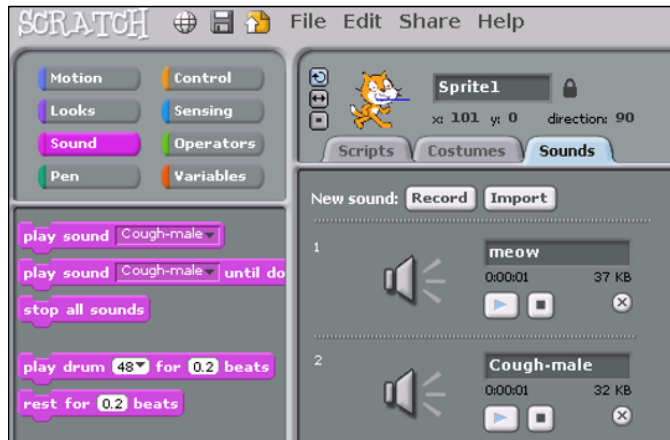 SCRATCH File Edit Share Help
Motion Control
Looks Sensing
Sound Operators
Pen Variables
play sound Cough-male
play sound Cough-male until do
stop all sounds
play drum 48 for 0.2 beats
rest for 0.2 beats
Sprite1
x: 101 y: 0 direction: 90
Scripts Costumes Sounds
New sound: Record Import
1
meow
0:00:01 37 KB
2
Cough-male
0:00:01 32 KB